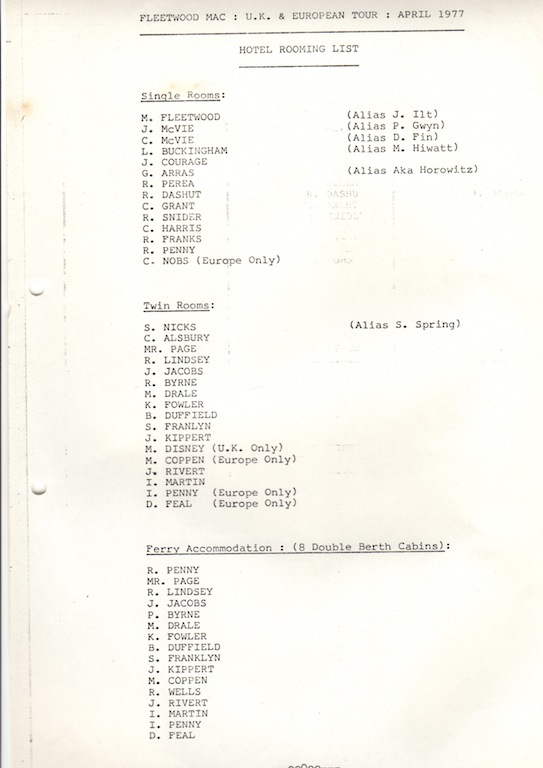 FLEETWOOD MAC : U.K. & EUROPEAN TOUR : APRIL 1977
HOTEL ROOMING LIST
Single Rooms:
M. FLEETWOOD (Alias J. Ilt)
J. McVIE (Alias P. Gwyn)
C. McVIE (Alias D. Fin)
L. BUCKINGHAM (Alias M. Hiwatt)
J. COURAGE
G. ARRAS (Alias Aka Horowitz)
R. PEREA
R. DASHUT
C. GRANT
R. SNIDER
C. HARRIS
R. FRANKS
R. PENNY
C. NOBS (Europe Only)
Twin Rooms:
S. NICKS (Alias S. Spring)
C. ALSBURY
MR. PAGE
R. LINDSEY
J. JACOBS
R. BYRNE
M. DRALE
K. FOWLER
B. DUFFIELD
S. FRANLYN
J. KIPPERT
M. DISNEY (U.K. Only)
M. COPPEN (Europe Only)
J. RIVERT
I. MARTIN
I. PENNY (Europe Only)
D. FEAL (Europe Only)
Ferry Accommodation : (8 Double Berth Cabins):
R. PENNY
MR. PAGE
R. LINDSEY
J. JACOBS
P. BYRNE
M. DRALE
K. FOWLER
B. DUFFIELD
S. FRANKLYN
J. KIPPERT
M. COPPEN
R. WELLS
J. RIVERT
I. MARTIN
I. PENNY
D. FEAL